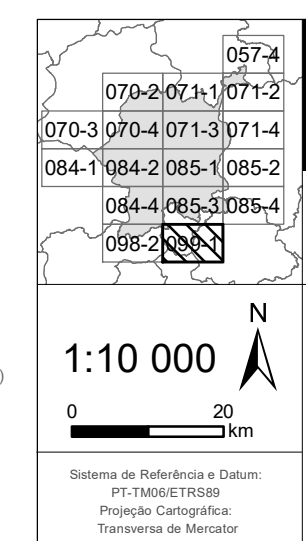 057-4
070-2 071-1 071-2
070-3 070-4 071-3 071-4
084-1 084-2 085-1 085-2
084-4 085-3 085-4
098-2 099-1
N
1:10 000
0 20
km
Sistema de Referência e Datum:
PT-TM06/ETRS89
Projeção Cartográfica:
Transversa de Mercator
)